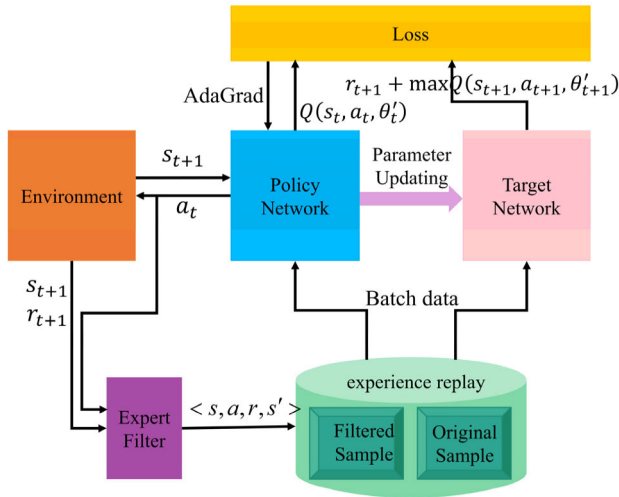 Loss
AdaGrad
Q(s_t, a_t, θ'_t)
r_{t+1} + maxQ(s_{t+1}, a_{t+1}, θ'_{t+1})
Environment
s_{t+1}
a_t
Policy
Network
Parameter
Updating
Target
Network
s_{t+1}
r_{t+1}
Batch data
Expert
Filter
< s, a, r, s' >
experience replay
Filtered
Sample
Original
Sample